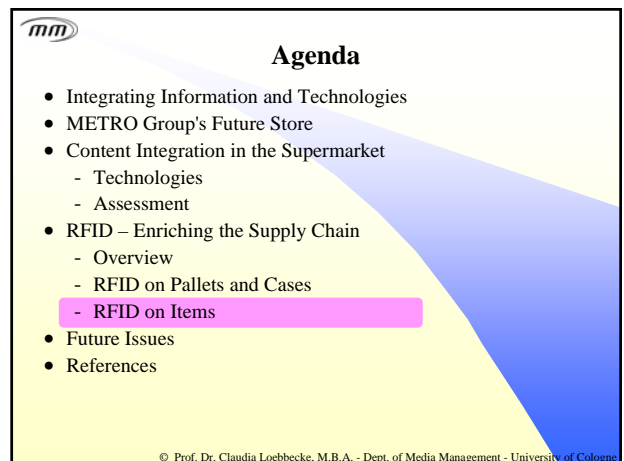 mm
Agenda
• Integrating Information and Technologies
• METRO Group's Future Store
• Content Integration in the Supermarket
- Technologies
- Assessment
• RFID – Enriching the Supply Chain
- Overview
- RFID on Pallets and Cases
- RFID on Items
• Future Issues
• References
© Prof. Dr. Claudia Loebbecke, M.B.A. - Dept. of Media Management - University of Cologne